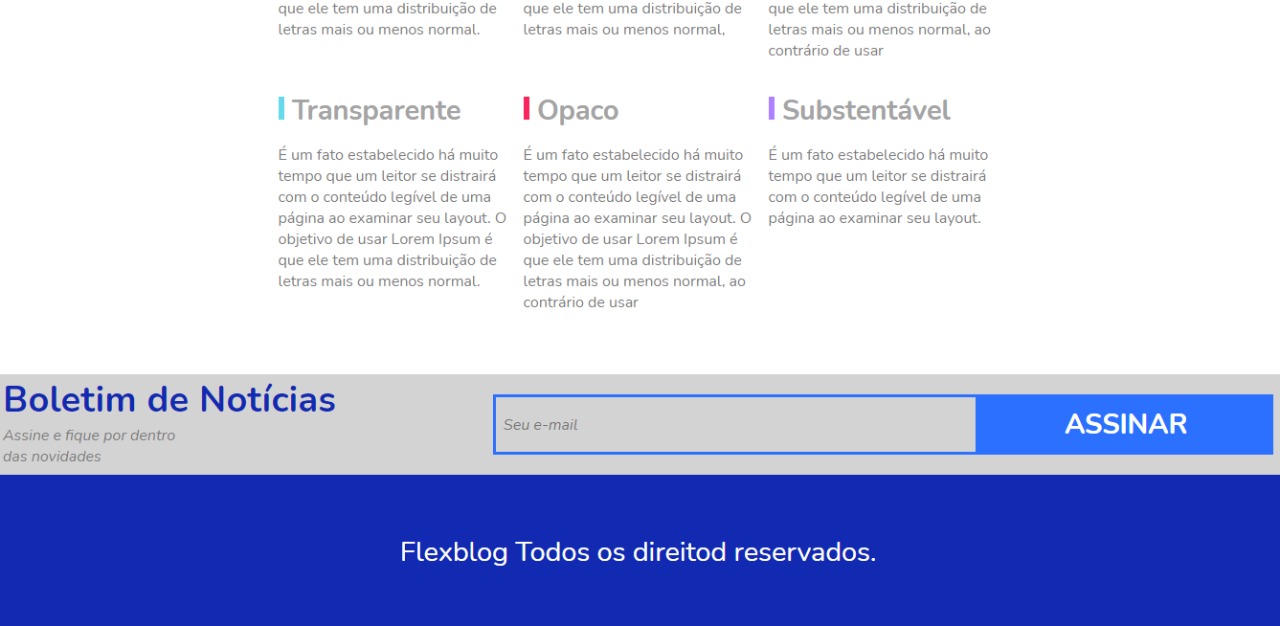 que ele tem uma distribuição de
letras mais ou menos normal.
que ele tem uma distribuição de
letras mais ou menos normal,
que ele tem uma distribuição de
letras mais ou menos normal, ao
contrário de usar
Transparente
É um fato estabelecido há muito
tempo que um leitor se distrairá
com o conteúdo legível de uma
página ao examinar seu layout. O
objetivo de usar Lorem Ipsum é
que ele tem uma distribuição de
letras mais ou menos normal.
Opaco
É um fato estabelecido há muito
tempo que um leitor se distrairá
com o conteúdo legível de uma
página ao examinar seu layout. O
objetivo de usar Lorem Ipsum é
que ele tem uma distribuição de
letras mais ou menos normal, ao
contrário de usar
Substentável
É um fato estabelecido há muito
tempo que um leitor se distrairá
com o conteúdo legível de uma
página ao examinar seu layout.
Boletim de Notícias
Assine e fique por dentro
das novidades
Seu e-mail
ASSINAR
Flexblog Todos os direitod reservados.